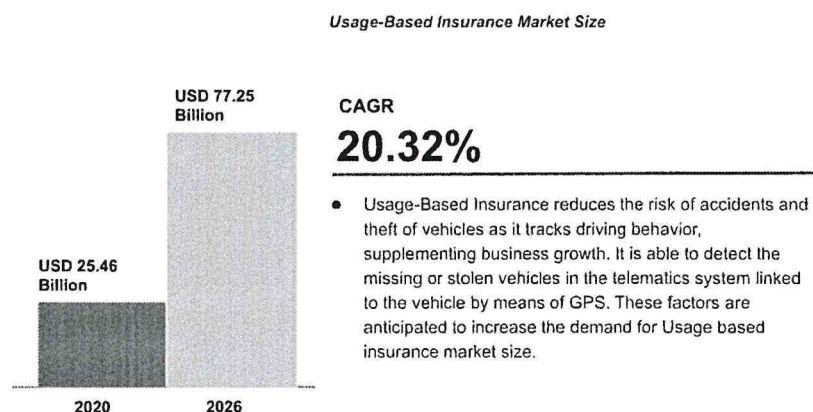 Usage-Based Insurance Market Size
USD 77.25
Billion
USD 25.46
Billion
2020
2026
CAGR
20.32%
● Usage-Based Insurance reduces the risk of accidents and
theft of vehicles as it tracks driving behavior,
supplementing business growth. It is able to detect the
missing or stolen vehicles in the telematics system linked
to the vehicle by means of GPS. These factors are
anticipated to increase the demand for Usage based
insurance market size.